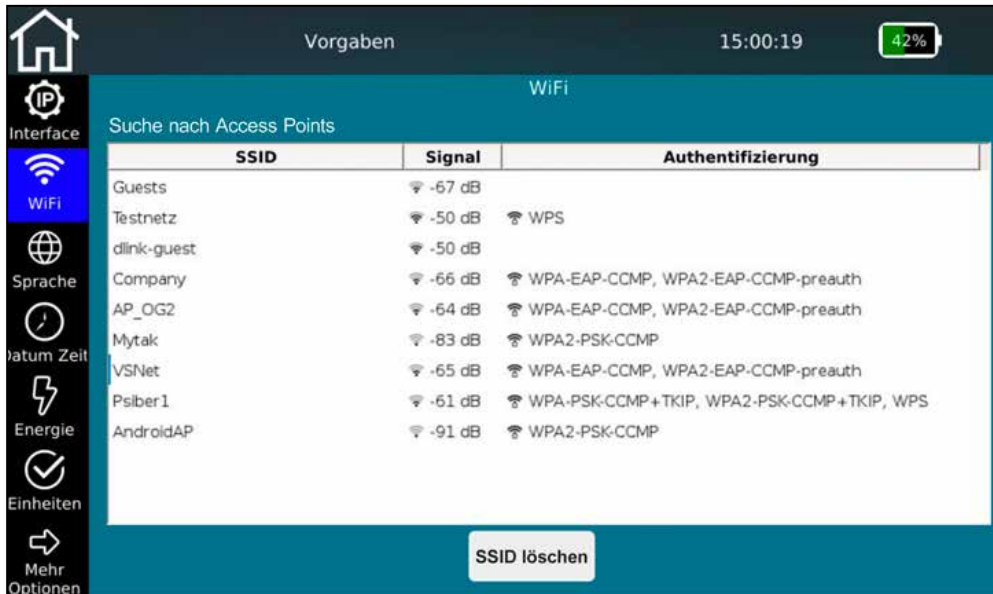 Vorgaben 15:00:19 42%
IP
Interface
WiFi
Sprache
Datum Zeit
Energie
Einheiten
Mehr
Optionen
WiFi
Suche nach Access Points
SSID Signal Authentifizierung
Guests -67 dB
Testnetz -50 dB WPS
dlink-guest -50 dB
Company -66 dB WPA-EAP-CCMP, WPA2-EAP-CCMP-preauth
AP_OG2 -64 dB WPA-EAP-CCMP, WPA2-EAP-CCMP-preauth
Mytak -83 dB WPA2-PSK-CCMP
VSNet -65 dB WPA-EAP-CCMP, WPA2-EAP-CCMP-preauth
Psiber1 -61 dB WPA-PSK-CCMP+TKIP, WPA2-PSK-CCMP+TKIP, WPS
AndroidAP -91 dB WPA2-PSK-CCMP
SSID löschen